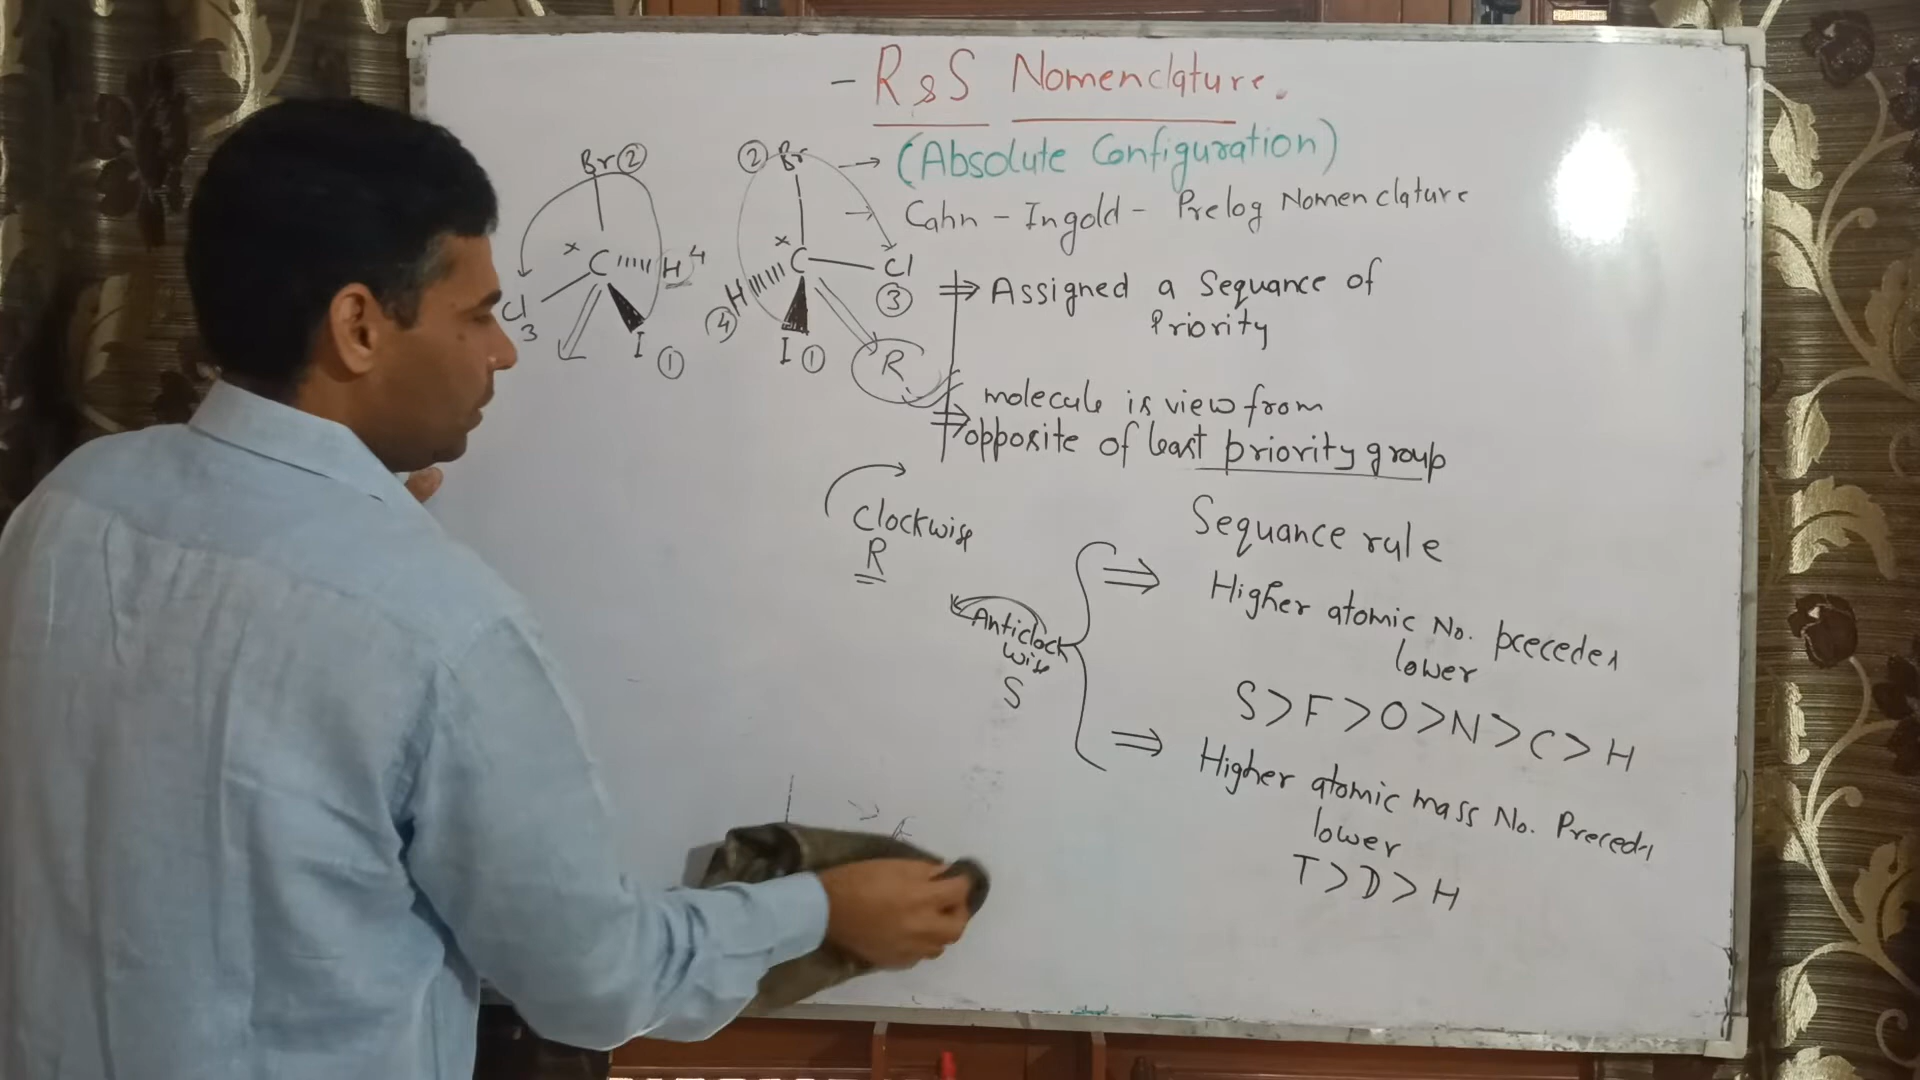 - R & S Nomenclature.
(Absolute Configuration)
Cahn - Ingold - Prelog Nomenclature
Br ②
x C H 4
Cl
3
I ①
② Br
x C Cl
③
H
④
I ①
R
⇒ Assigned a Sequance of
Priority
molecule is view from
opposite of least priority group
Clockwise
R
Anticlock
wise
S
Sequance rule
⇒ Higher atomic No. precedes
lower
S > F > O > N > C > H
⇒ Higher atomic mass No. Precedes
lower
T > D > H